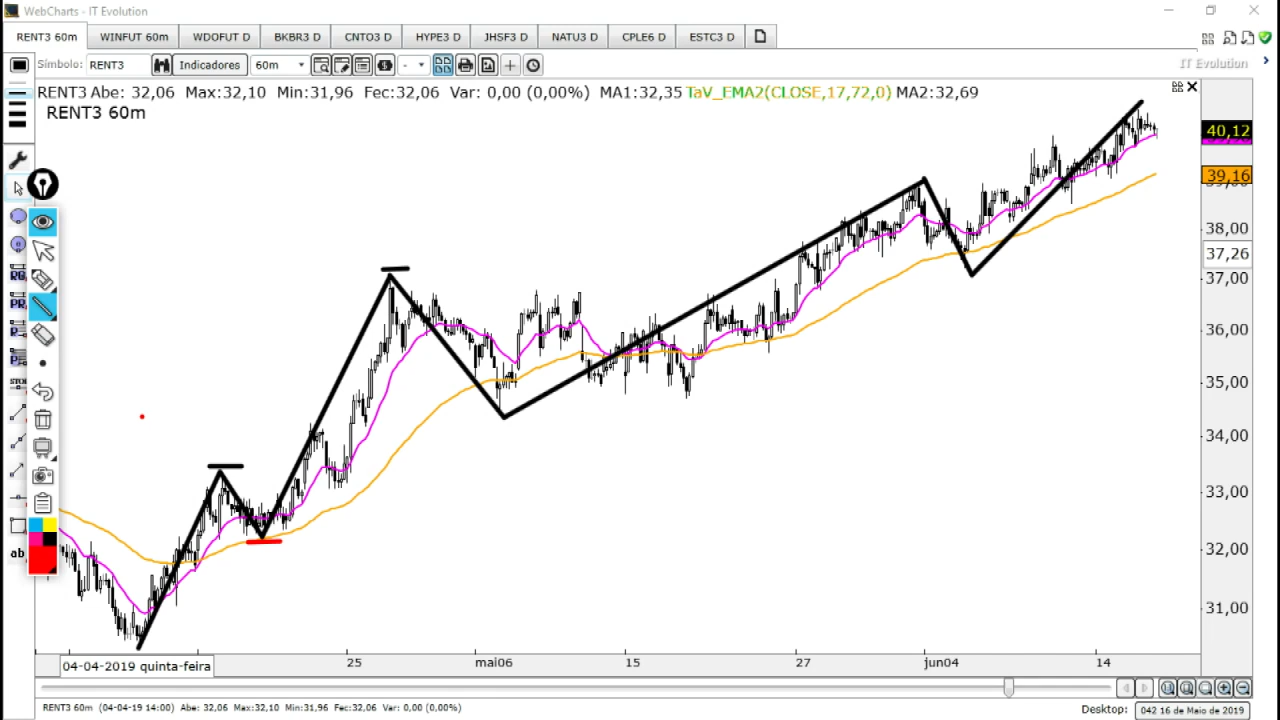 WebCharts - IT Evolution
RENT3 60m WINFUT 60m WDOFUT D BKBR3 D CNTO3 D HYPE3 D JHSF3 D NATU3 D CPLE6 D ESTC3 D
Símbolo: RENT3 Indicadores 60m - IT Evolution
RENT3 Abe: 32,06 Max:32,10 Min:31,96 Fec:32,06 Var: 0,00 (0,00%) MA1:32,35 TaV_EMA2(CLOSE,17,72,0) MA2:32,69
RENT3 60m
40,12
39,16
39,00
38,00
37,26
37,00
36,00
35,00
34,00
33,00
32,00
31,00
RG
PR
STOP
ab
04-04-2019 quinta-feira 25 mai06 15 27 jun04 14
RENT3 60m (04-04-19 14:00) Abe: 32,06 Max:32,10 Min:31,96 Fec:32,06 Var: 0,00 (0,00%) Desktop: 042 16 de Maio de 2019